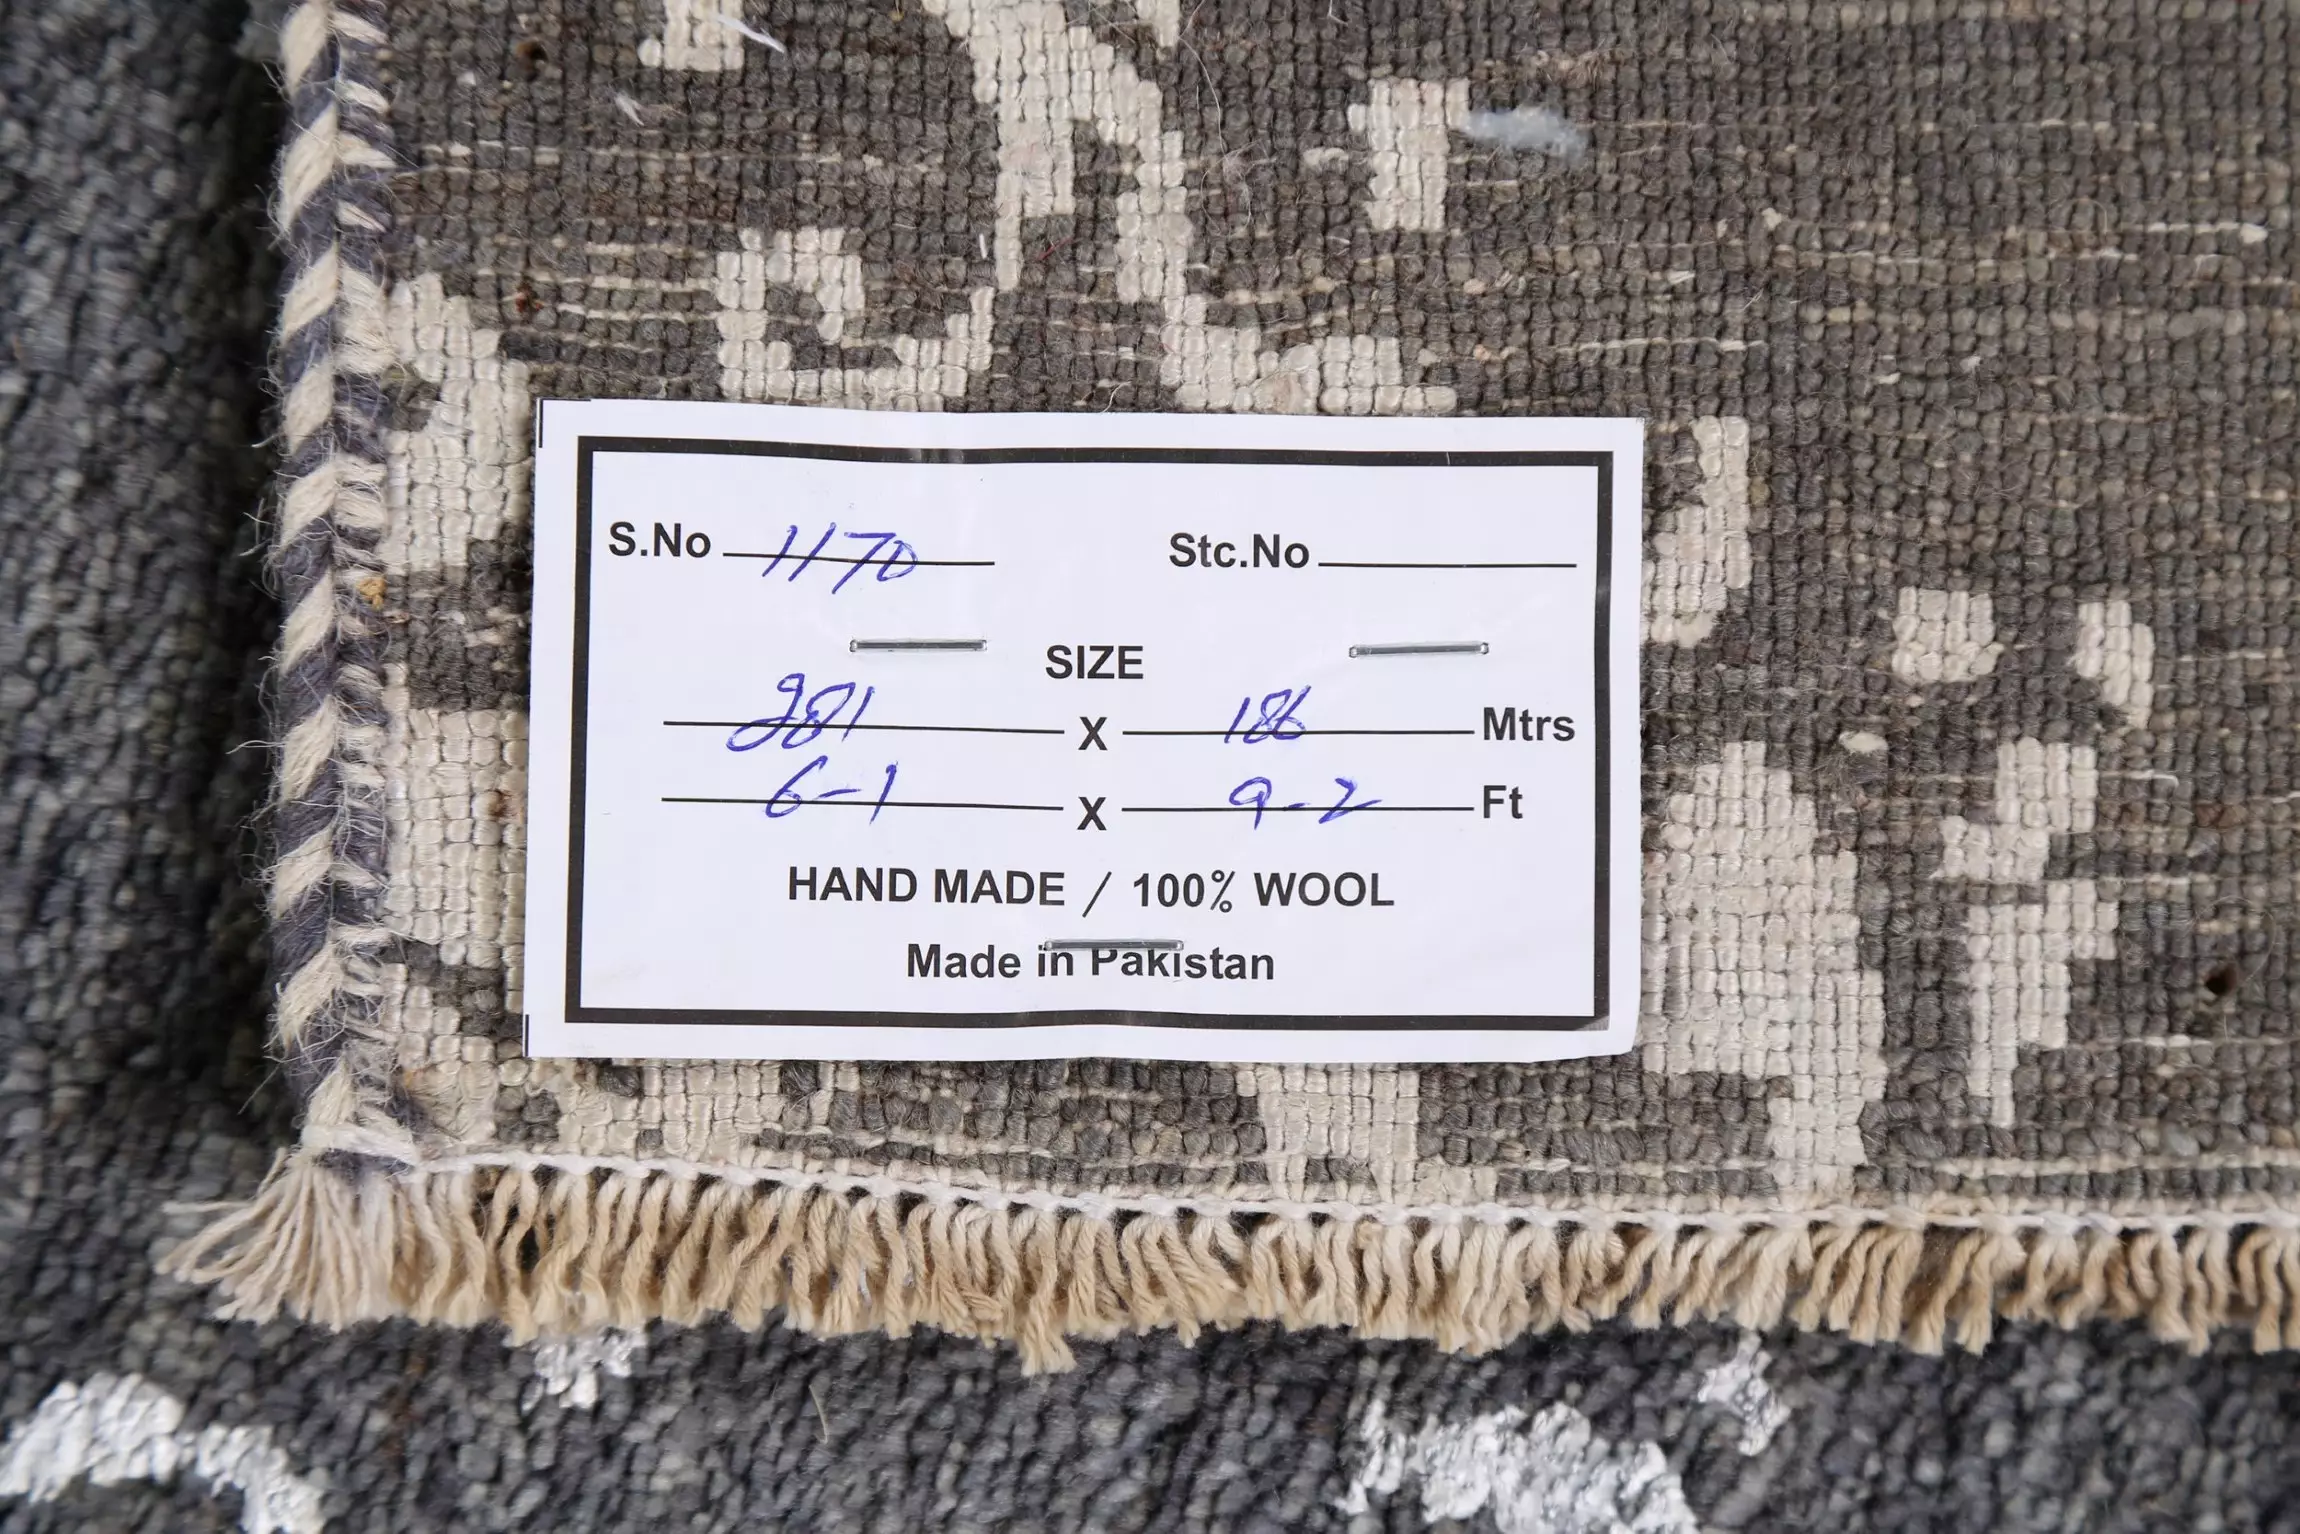 S.No 1170 Stc.No
SIZE
281 X 186 Mtrs
6-1 X 9-2 Ft
HAND MADE / 100% WOOL
Made in Pakistan